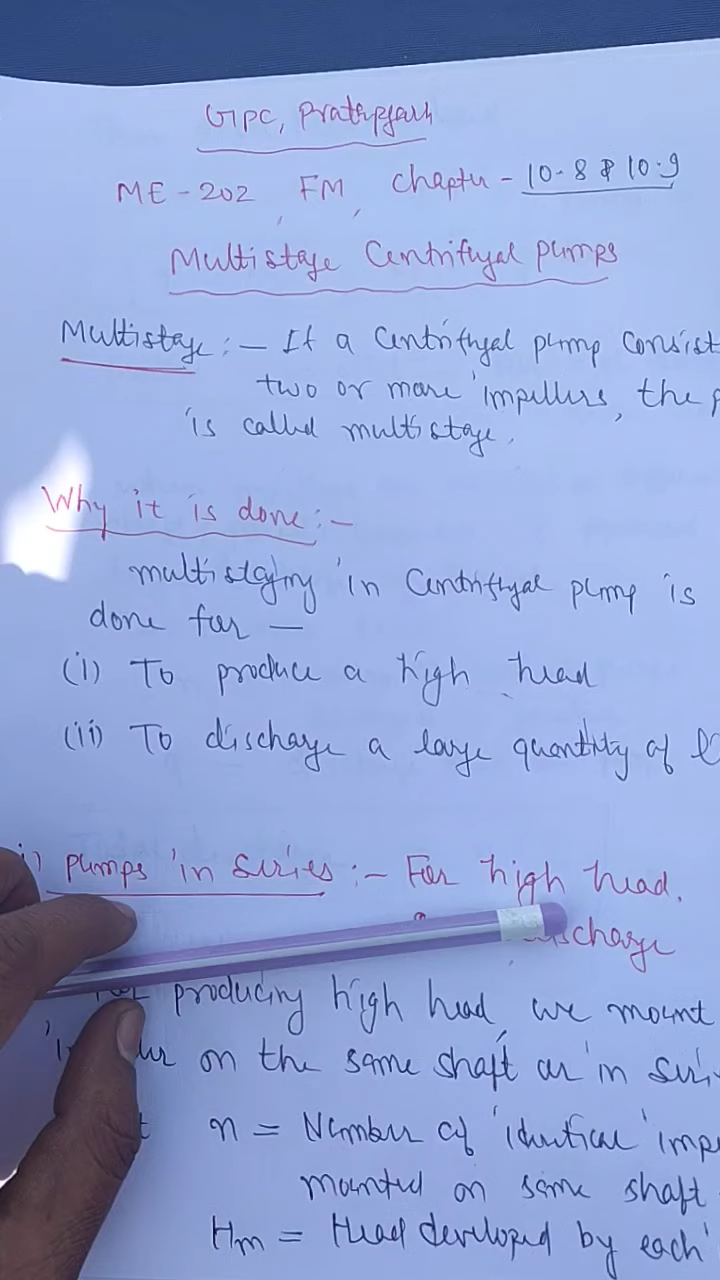 GPC, Pratapgarh
ME-202, FM, Chapter - 10.8 & 10.9
Multistage Centrifugal pumps
Multistage :- If a Centrifugal pump consist
two or more impellers, the p
is called multistage.
Why it is done :-
multistaging in Centrifugal pump is
done for —
(i) To produce a high head
(ii) To discharge a large quantity of
i) Pumps in series :- For high head.
discharge
For producing high head, we mount
on the same shaft or in seri
n = Number of identical imp
mounted on same shaft
Hm = Head developed by each